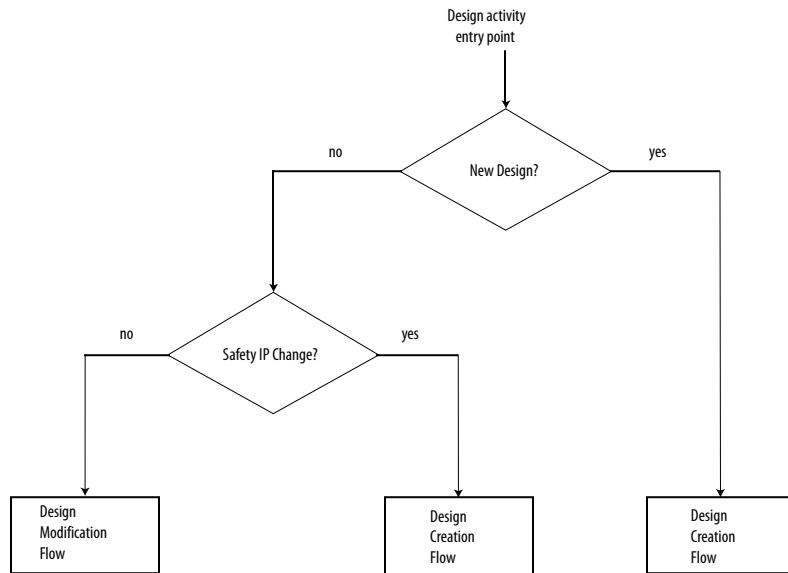 Design activity
entry point
no
yes
New Design?
no
yes
Safety IP Change?
Design
Modification
Flow
Design
Creation
Flow
Design
Creation
Flow